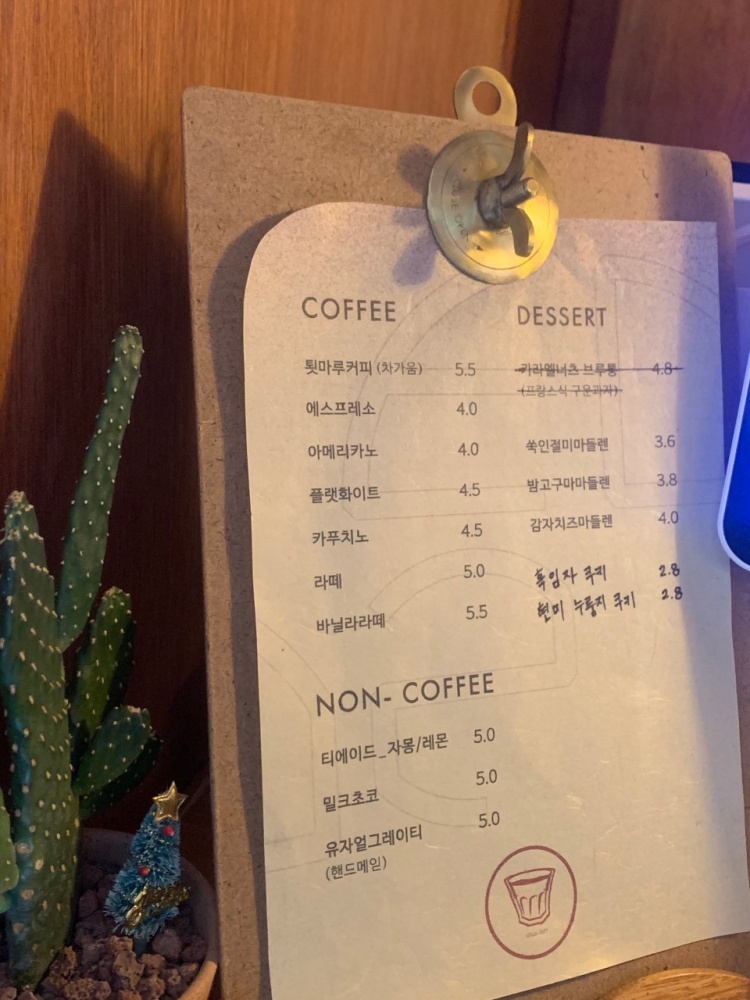 COFFEE
툇마루커피 (차가움) 5.5
에스프레소 4.0
아메리카노 4.0
플랫화이트 4.5
카푸치노 4.5
라떼 5.0
바닐라라떼 5.5
NON- COFFEE
티에이드_자몽/레몬 5.0
밀크초코 5.0
유자얼그레이티 5.0
(핸드메읻)
DESSERT
카라멜너츠 브루통 4.8
(프랑스식 구운과자)
쑥인절미마들렌 3.6
밤고구마마들렌 3.8
감자치즈마들렌 4.0
흑임자 쿠키 2.8
현미 누룽지 쿠키 2.8